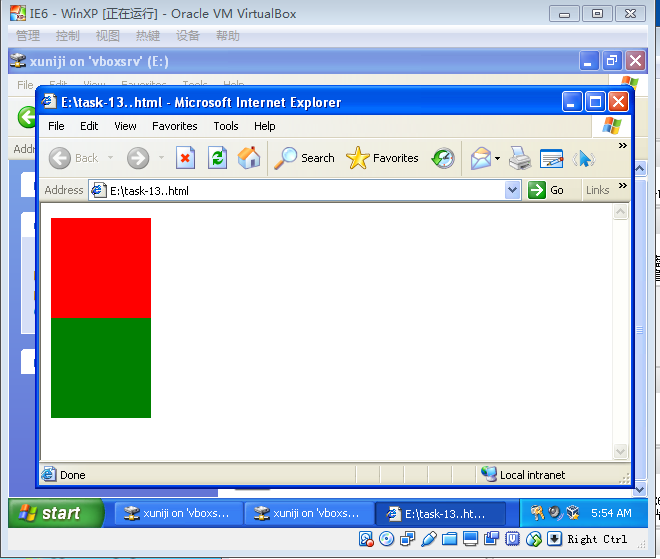 IE6 - WinXP [正在运行] - Oracle VM VirtualBox
管理 控制 视图 热键 设备 帮助
xuniji on 'vboxsrv' (E:)
File Edit View Favorites Tools Help
Addr
E:\task-13..html - Microsoft Internet Explorer
File Edit View Favorites Tools Help
Back Search Favorites
Address E:\task-13..html Go Links
Done Local intranet
start xuniji on 'vboxs... xuniji on 'vboxs... E:\task-13..ht... 5:54 AM
Right Ctrl